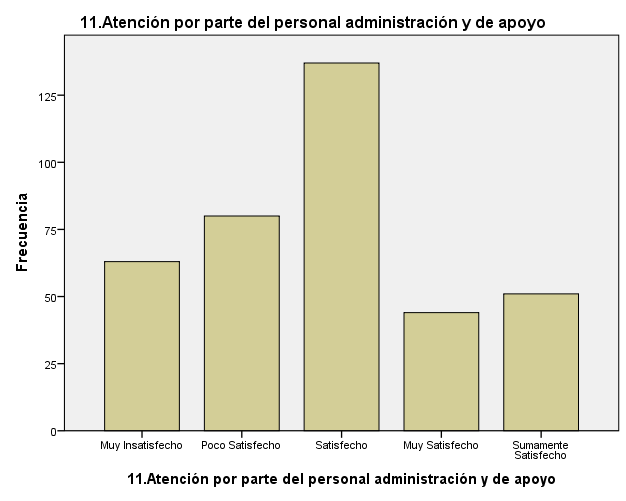 11.Atención por parte del personal administración y de apoyo
Frecuencia
125
100
75
50
25
0
Muy Insatisfecho
Poco Satisfecho
Satisfecho
Muy Satisfecho
Sumamente
Satisfecho
11.Atención por parte del personal administración y de apoyo